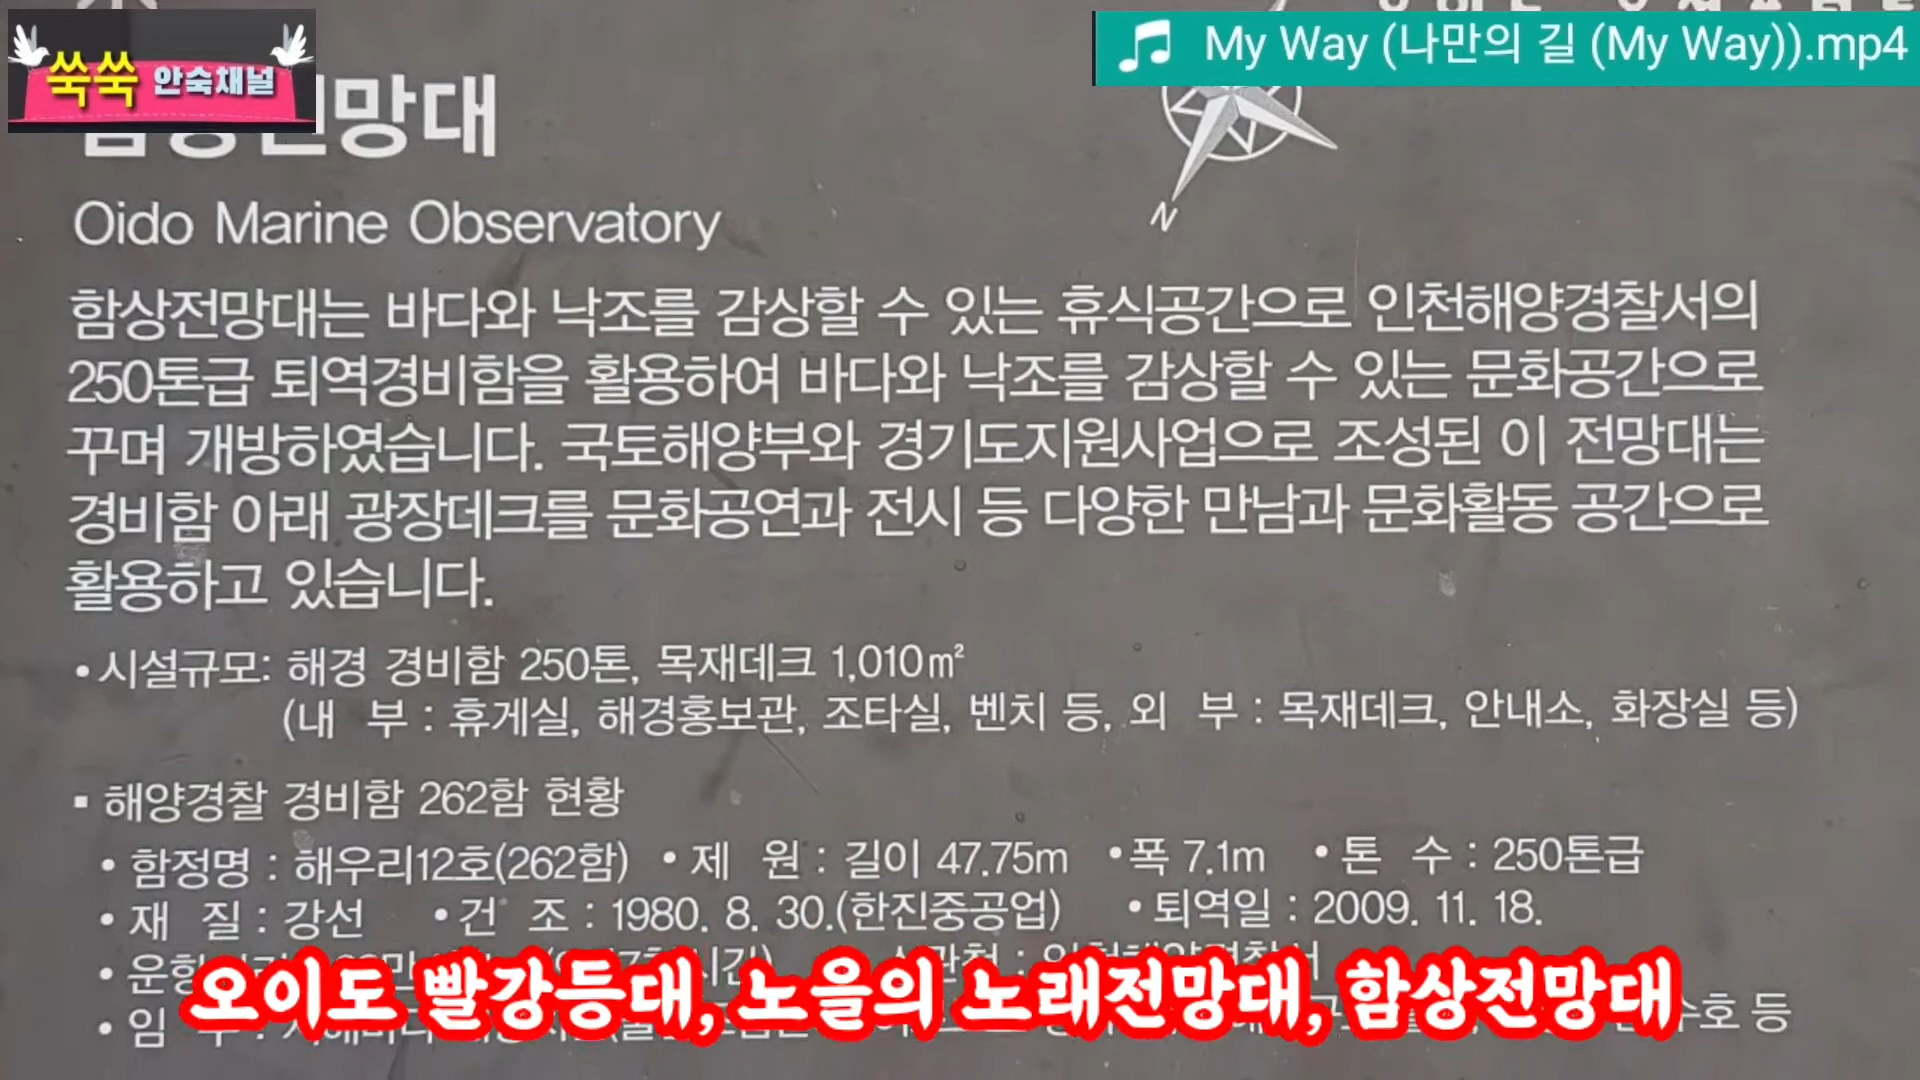 쑥쑥 안숙채널
My Way (나만의 길 (My Way)).mp4
함상전망대
N
Oido Marine Observatory
함상전망대는 바다와 낙조를 감상할 수 있는 휴식공간으로 인천해양경찰서의
250톤급 퇴역경비함을 활용하여 바다와 낙조를 감상할 수 있는 문화공간으로
꾸며 개방하였습니다. 국토해양부와 경기도지원사업으로 조성된 이 전망대는
경비함 아래 광장데크를 문화공연과 전시 등 다양한 만남과 문화활동 공간으로
활용하고 있습니다.
• 시설규모: 해경 경비함 250톤, 목재데크 1,010㎡
(내 부 : 휴게실, 해경홍보관, 조타실, 벤치 등, 외 부 : 목재데크, 안내소, 화장실 등)
▪ 해양경찰 경비함 262함 현황
• 함정명 : 해우리12호(262함) • 제 원 : 길이 47.75m • 폭 7.1m • 톤 수 : 250톤급
• 재 질 : 강선 • 건 조 : 1980. 8. 30.(한진중공업) • 퇴역일 : 2009. 11. 18.
오이도 빨강등대, 노을의 노래전망대, 함상전망대
• 임 수호 등